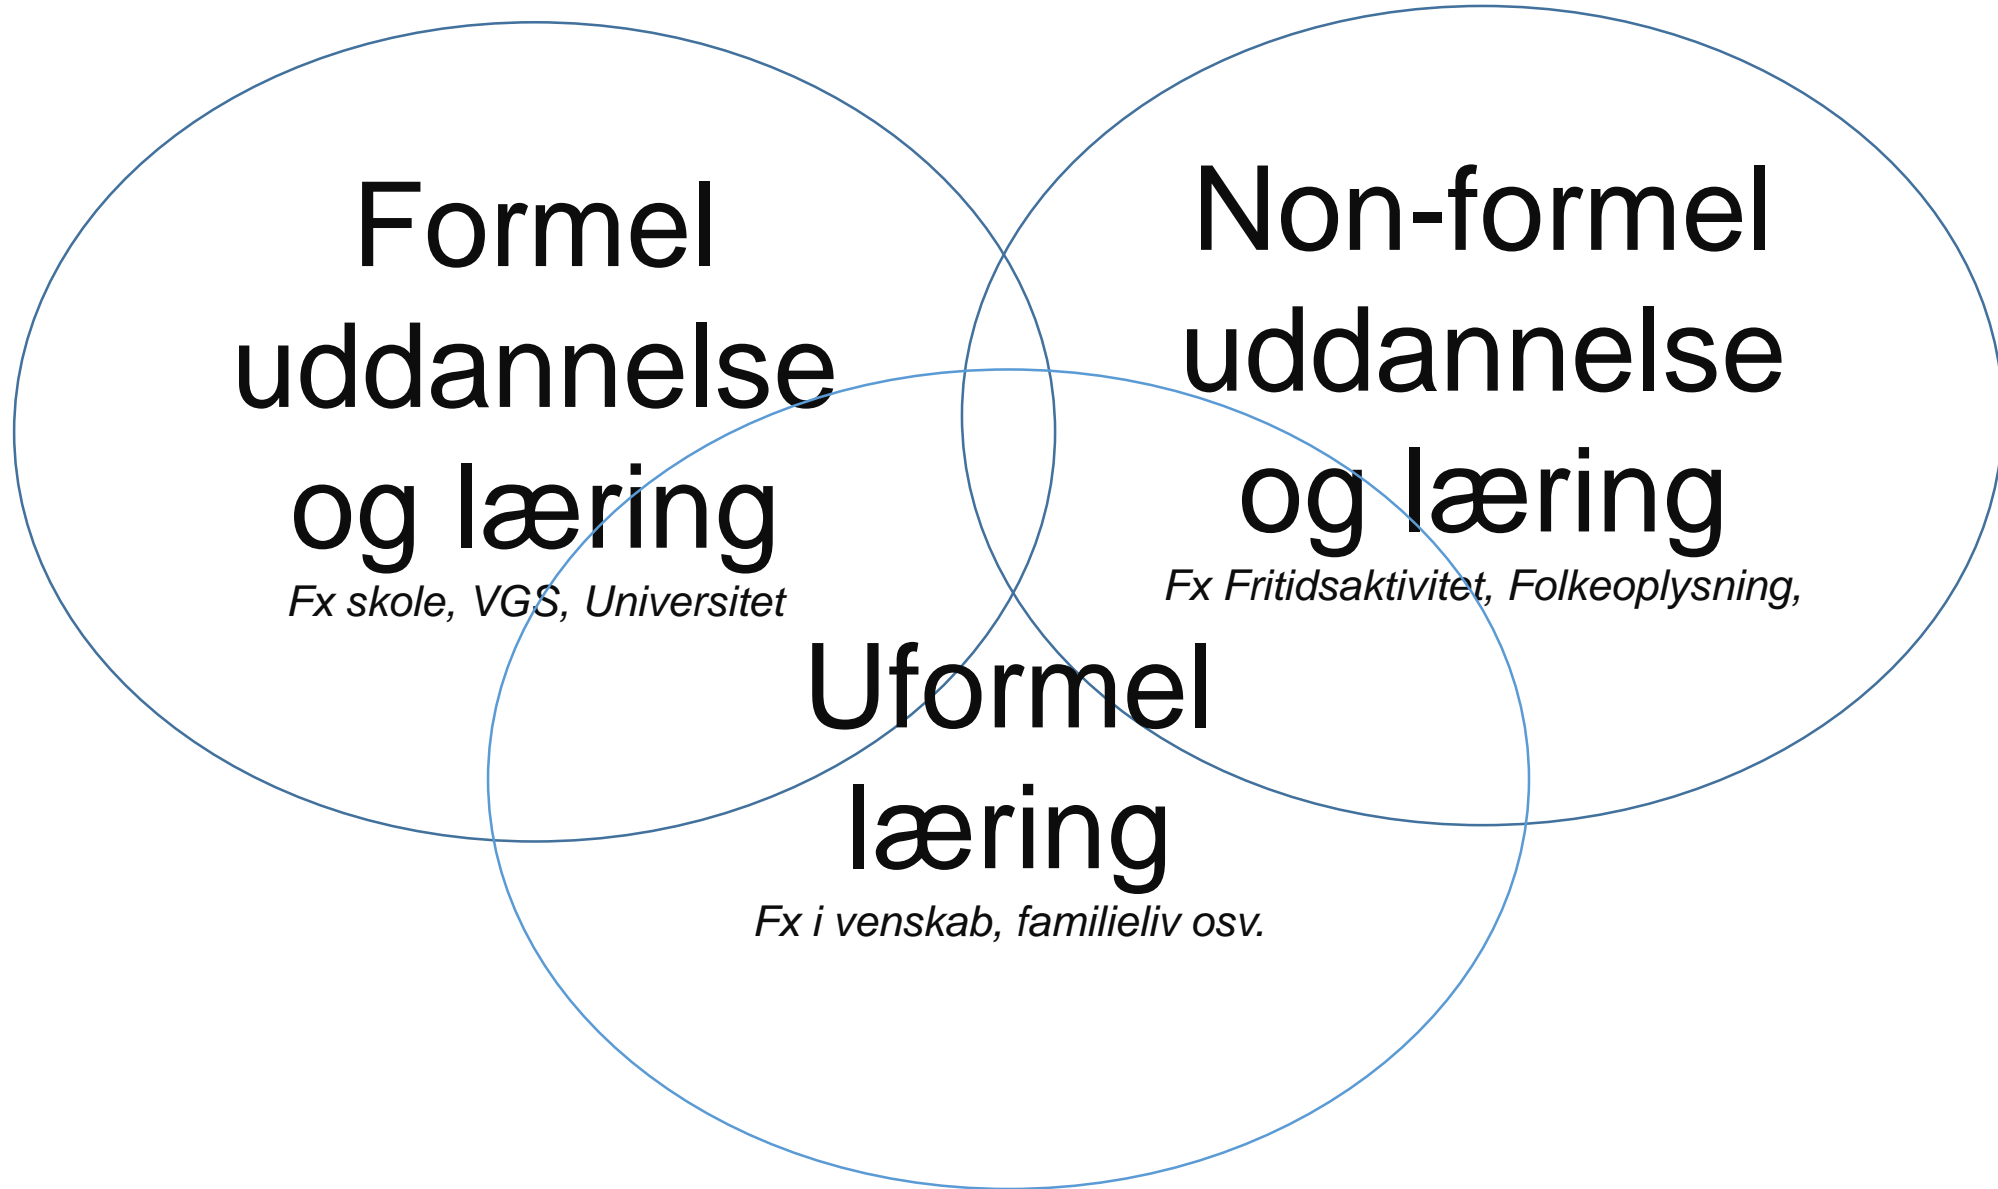 Formel
uddannelse
og læring
Fx skole, VGS, Universitet
Non-formel
uddannelse
og læring
Fx Fritidsaktivitet, Folkeoplysning,
Uformel
læring
Fx i venskab, familieliv osv.